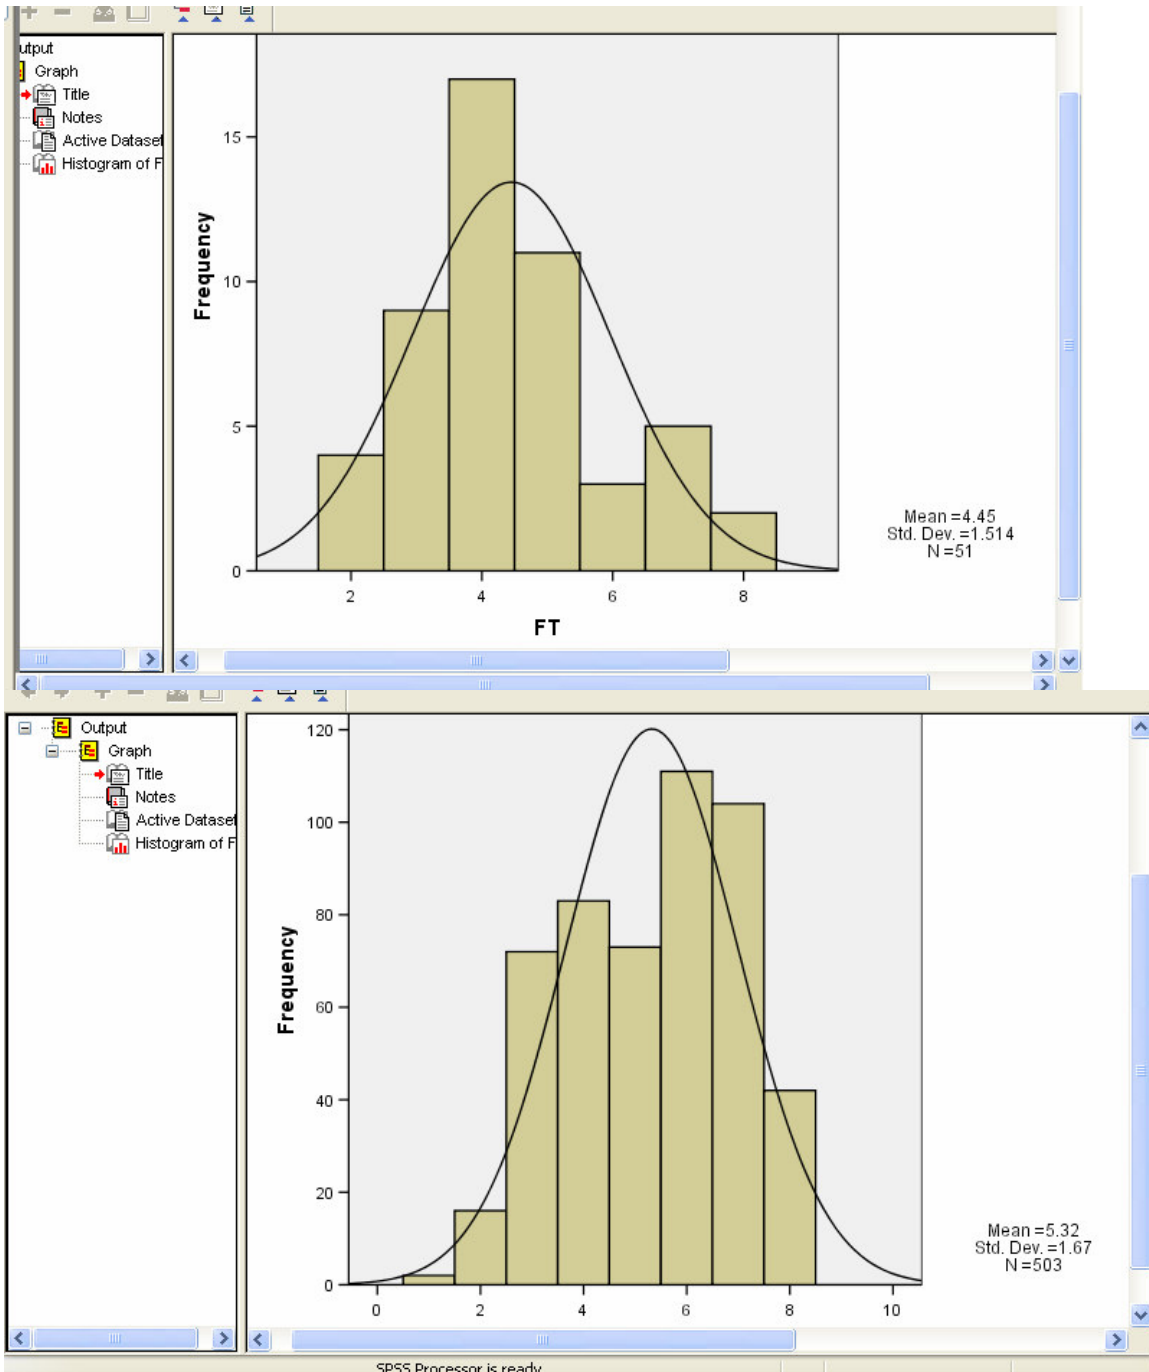 utput
Graph
Title
Notes
Active Dataset
Histogram of F
15
10
5
0
Frequency
2 4 6 8
FT
Mean =4.45
Std. Dev. =1.514
N =51
Output
Graph
Title
Notes
Active Dataset
Histogram of F
120
100
80
60
40
20
0
Frequency
0 2 4 6 8 10
Mean =5.32
Std. Dev. =1.67
N =503
SPSS Processor is ready